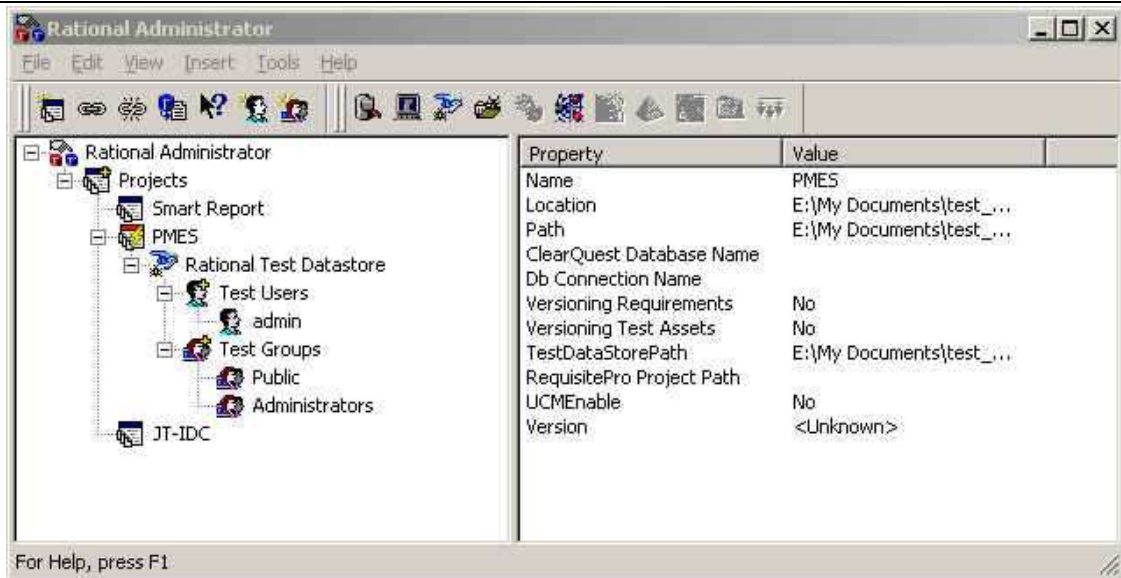 Rational Administrator
File Edit View Insert Tools Help
Rational Administrator
Projects
Smart Report
PMES
Rational Test Datastore
Test Users
admin
Test Groups
Public
Administrators
JT-IDC
Property Value
Name PMES
Location E:\My Documents\test_...
Path E:\My Documents\test_...
ClearQuest Database Name
Db Connection Name
Versioning Requirements No
Versioning Test Assets No
TestDataStorePath E:\My Documents\test_...
RequisitePro Project Path
UCMEnable No
Version <Unknown>
For Help, press F1